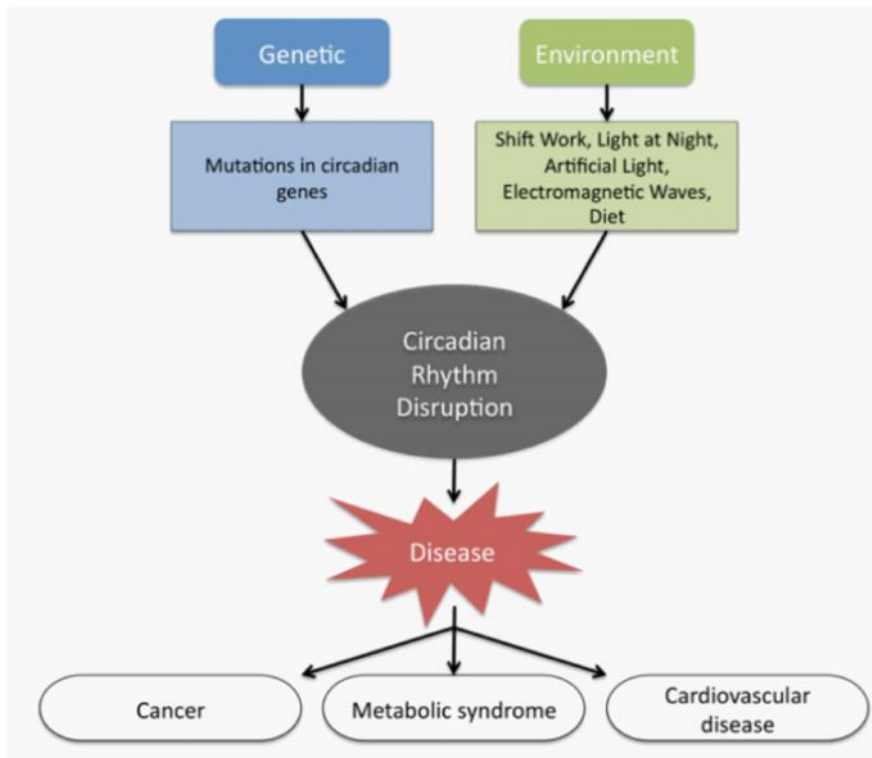 Genetic
Environment
Mutations in circadian
genes
Shift Work, Light at Night,
Artificial Light,
Electromagnetic Waves,
Diet
Circadian
Rhythm
Disruption
Disease
Cancer
Metabolic syndrome
Cardiovascular
disease